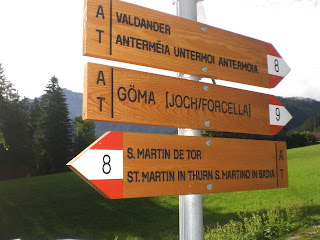 A
T
VALDANDER
ANTERMËIA UNTERMOI ANTERMOIA
8
A
T
GÖMA [JOCH/FORCELLA]
9
8
S. MARTIN DE TOR
ST. MARTIN IN THURN S. MARTINO IN BADIA
A
T